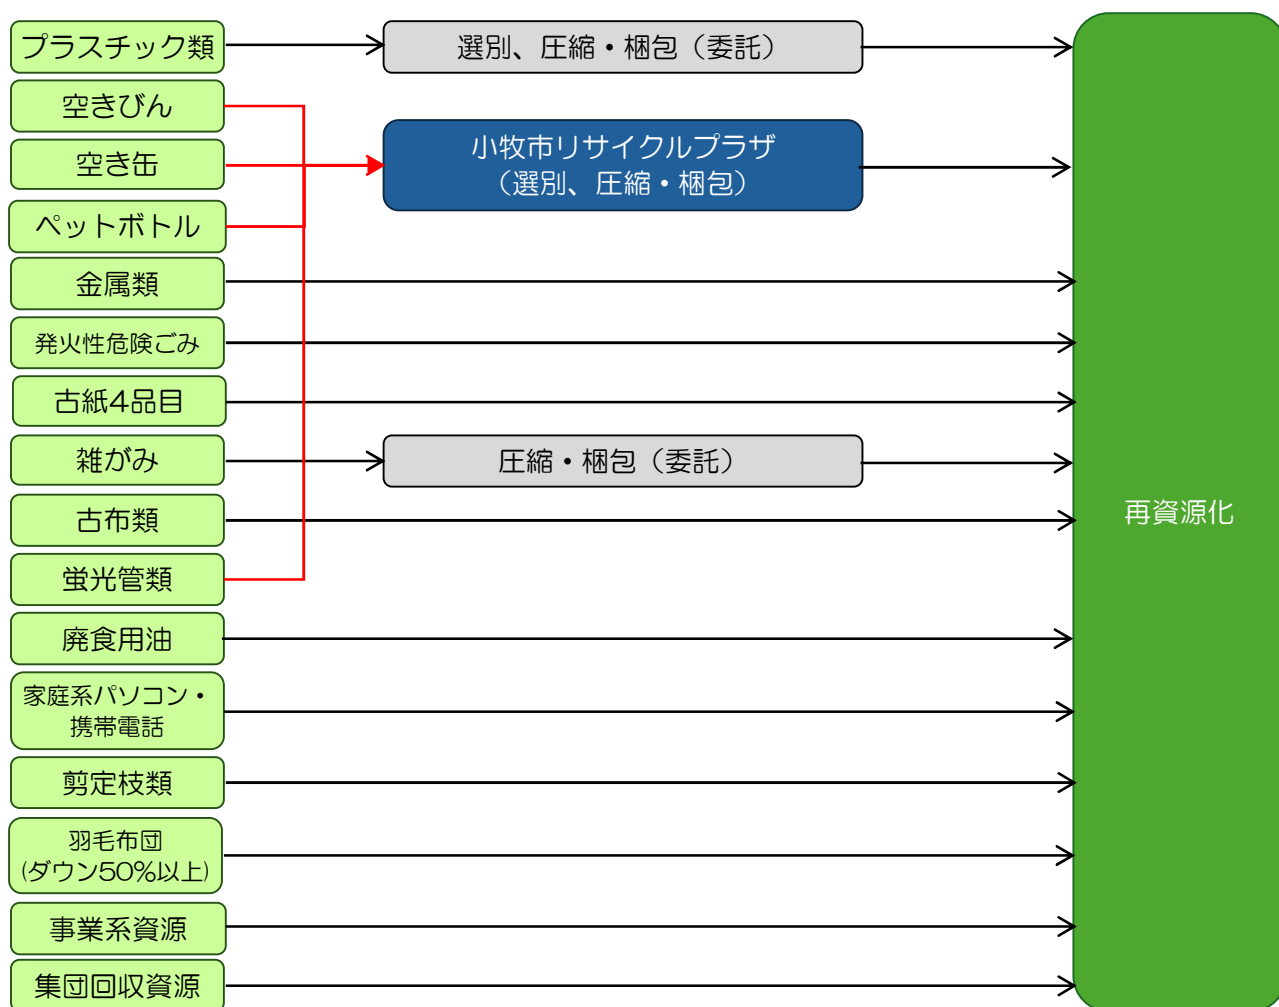 プラスチック類
選別、圧縮・梱包（委託）
空きびん
小牧市リサイクルプラザ
（選別、圧縮・梱包）
空き缶
ペットボトル
金属類
発火性危険ごみ
古紙4品目
雑がみ
圧縮・梱包（委託）
古布類
再資源化
蛍光管類
廃食用油
家庭系パソコン・
携帯電話
剪定枝類
羽毛布団
(ダウン50%以上)
事業系資源
集団回収資源